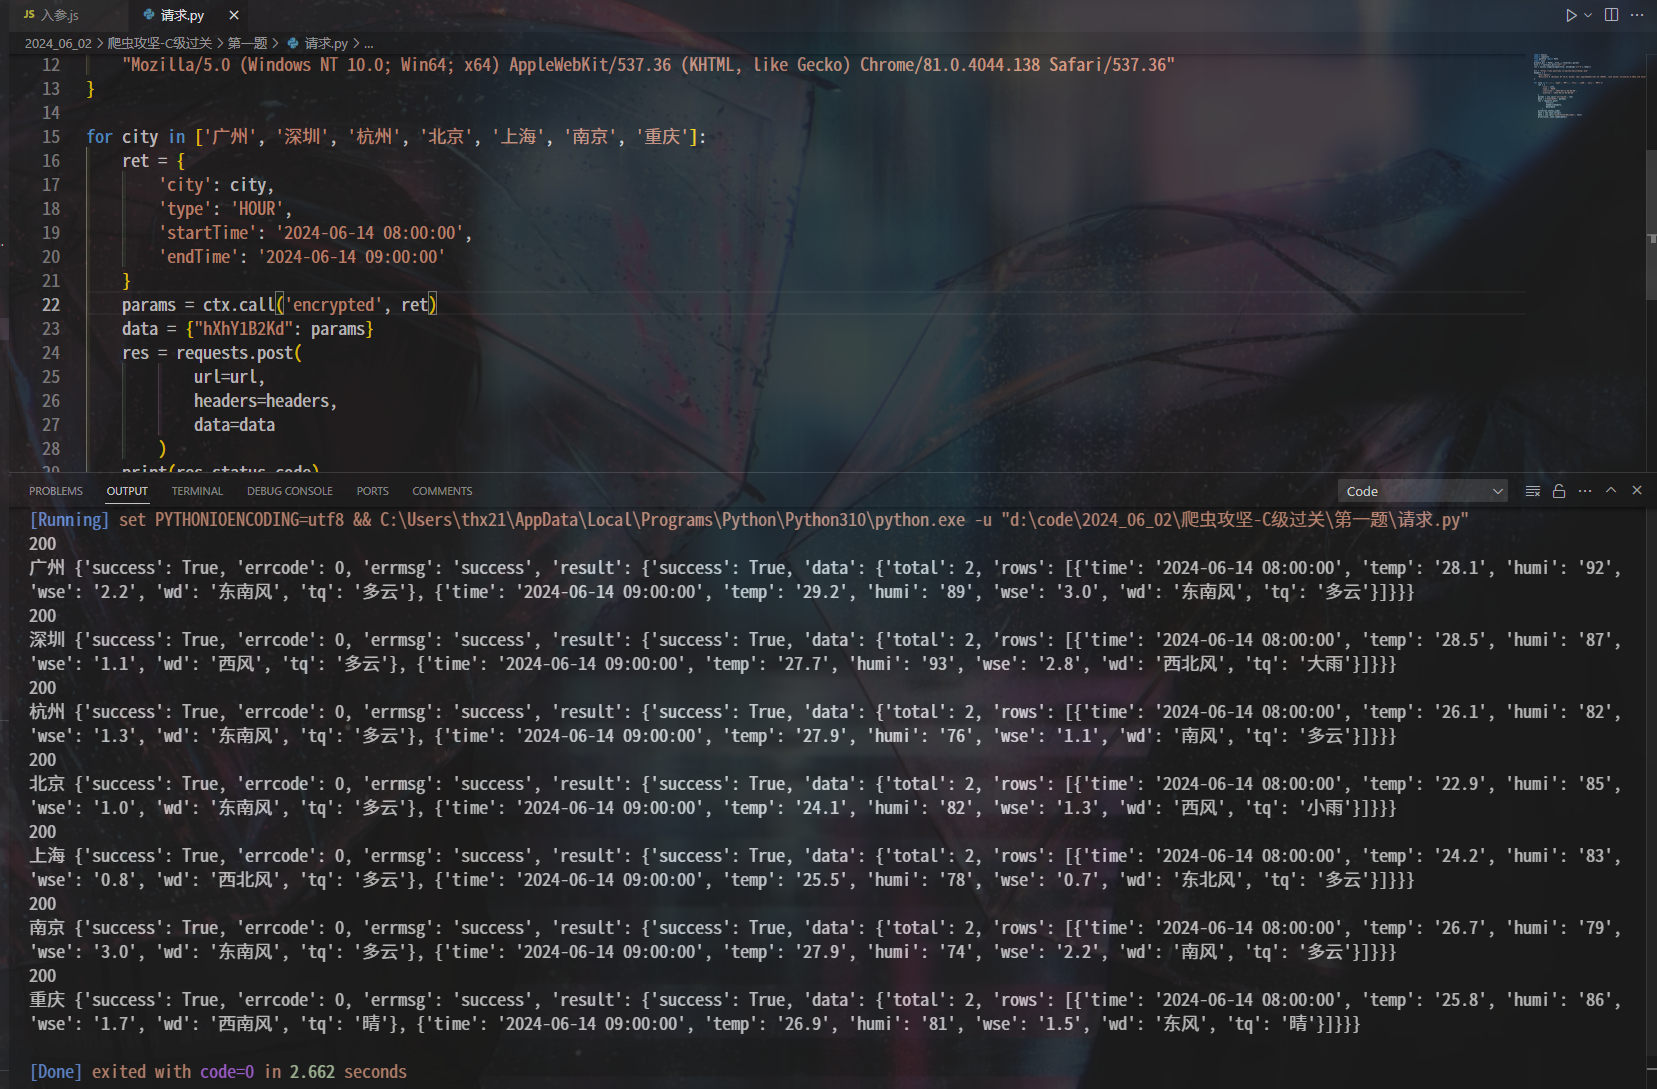 JS 入参.js 请求.py
2024_06_02 > 爬虫攻坚-C级过关 > 第一题 > 请求.py > ...
12 "Mozilla/5.0 (Windows NT 10.0; Win64; x64) AppleWebKit/537.36 (KHTML, like Gecko) Chrome/81.0.4044.138 Safari/537.36"
13 }
14
15 for city in ['广州', '深圳', '杭州', '北京', '上海', '南京', '重庆']:
16 ret = {
17 'city': city,
18 'type': 'HOUR',
19 'startTime': '2024-06-14 08:00:00',
20 'endTime': '2024-06-14 09:00:00'
21 }
22 params = ctx.call('encrypted', ret)
23 data = {"hXhY1B2Kd": params}
24 res = requests.post(
25 url=url,
26 headers=headers,
27 data=data
28 )
29 print(res.status_code)
PROBLEMS OUTPUT TERMINAL DEBUG CONSOLE PORTS COMMENTS Code
[Running] set PYTHONIOENCODING=utf8 && C:\Users\thx21\AppData\Local\Programs\Python\Python310\python.exe -u "d:\code\2024_06_02\爬虫攻坚-C级过关\第一题\请求.py"
200
广州 {'success': True, 'errcode': 0, 'errmsg': 'success', 'result': {'success': True, 'data': {'total': 2, 'rows': [{'time': '2024-06-14 08:00:00', 'temp': '28.1', 'humi': '92',
'wse': '2.2', 'wd': '东南风', 'tq': '多云'}, {'time': '2024-06-14 09:00:00', 'temp': '29.2', 'humi': '89', 'wse': '3.0', 'wd': '东南风', 'tq': '多云'}]}}}
200
深圳 {'success': True, 'errcode': 0, 'errmsg': 'success', 'result': {'success': True, 'data': {'total': 2, 'rows': [{'time': '2024-06-14 08:00:00', 'temp': '28.5', 'humi': '87',
'wse': '1.1', 'wd': '西风', 'tq': '多云'}, {'time': '2024-06-14 09:00:00', 'temp': '27.7', 'humi': '93', 'wse': '2.8', 'wd': '西北风', 'tq': '大雨'}]}}}
200
杭州 {'success': True, 'errcode': 0, 'errmsg': 'success', 'result': {'success': True, 'data': {'total': 2, 'rows': [{'time': '2024-06-14 08:00:00', 'temp': '26.1', 'humi': '82',
'wse': '1.3', 'wd': '东南风', 'tq': '多云'}, {'time': '2024-06-14 09:00:00', 'temp': '27.9', 'humi': '76', 'wse': '1.1', 'wd': '南风', 'tq': '多云'}]}}}
200
北京 {'success': True, 'errcode': 0, 'errmsg': 'success', 'result': {'success': True, 'data': {'total': 2, 'rows': [{'time': '2024-06-14 08:00:00', 'temp': '22.9', 'humi': '85',
'wse': '1.0', 'wd': '东南风', 'tq': '多云'}, {'time': '2024-06-14 09:00:00', 'temp': '24.1', 'humi': '82', 'wse': '1.3', 'wd': '西风', 'tq': '小雨'}]}}}
200
上海 {'success': True, 'errcode': 0, 'errmsg': 'success', 'result': {'success': True, 'data': {'total': 2, 'rows': [{'time': '2024-06-14 08:00:00', 'temp': '24.2', 'humi': '83',
'wse': '0.8', 'wd': '西北风', 'tq': '多云'}, {'time': '2024-06-14 09:00:00', 'temp': '25.5', 'humi': '78', 'wse': '0.7', 'wd': '东北风', 'tq': '多云'}]}}}
200
南京 {'success': True, 'errcode': 0, 'errmsg': 'success', 'result': {'success': True, 'data': {'total': 2, 'rows': [{'time': '2024-06-14 08:00:00', 'temp': '26.7', 'humi': '79',
'wse': '3.0', 'wd': '东南风', 'tq': '多云'}, {'time': '2024-06-14 09:00:00', 'temp': '27.9', 'humi': '74', 'wse': '2.2', 'wd': '南风', 'tq': '多云'}]}}}
200
重庆 {'success': True, 'errcode': 0, 'errmsg': 'success', 'result': {'success': True, 'data': {'total': 2, 'rows': [{'time': '2024-06-14 08:00:00', 'temp': '25.8', 'humi': '86',
'wse': '1.7', 'wd': '西南风', 'tq': '晴'}, {'time': '2024-06-14 09:00:00', 'temp': '26.9', 'humi': '81', 'wse': '1.5', 'wd': '东风', 'tq': '晴'}]}}}
[Done] exited with code=0 in 2.662 seconds